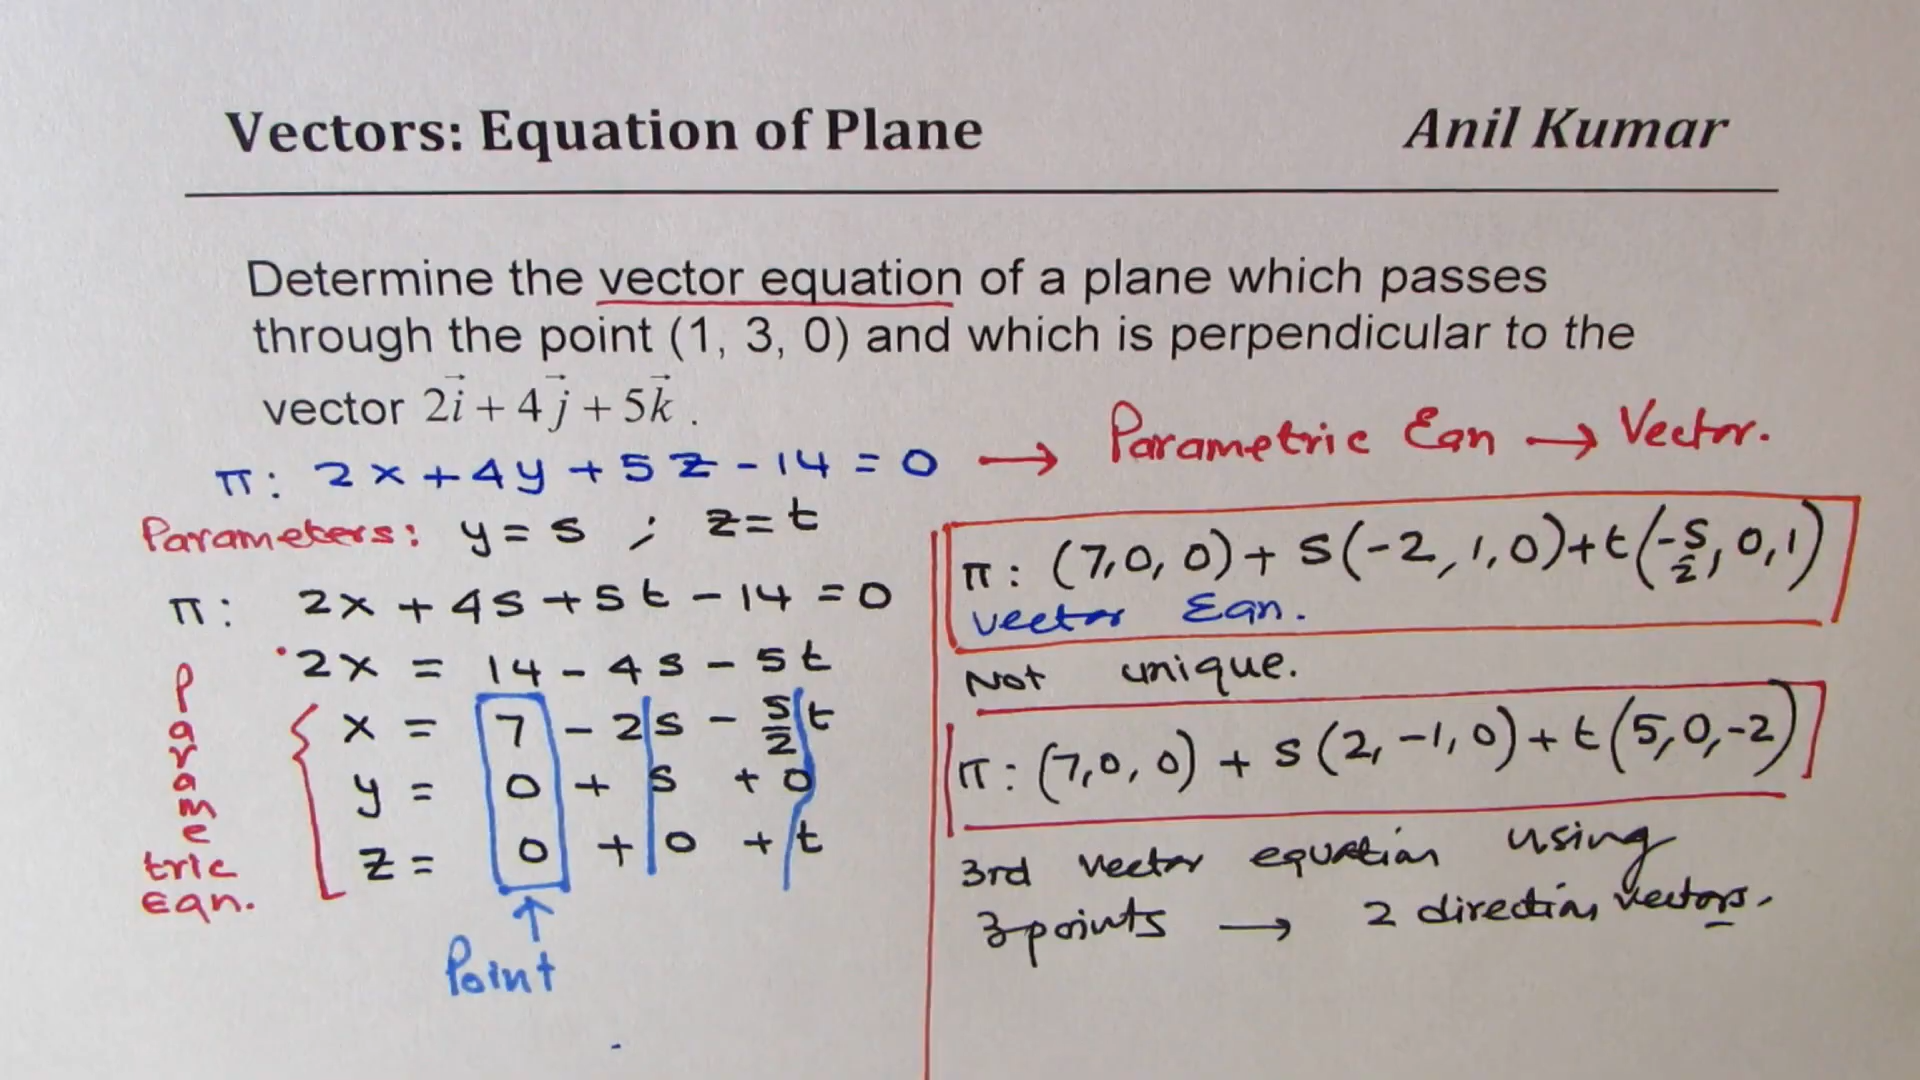 Vectors: Equation of Plane Anil Kumar
Determine the vector equation of a plane which passes
through the point (1, 3, 0) and which is perpendicular to the
vector 2i⃗ + 4j⃗ + 5k⃗ .
π: 2x + 4y + 5z - 14 = 0 → Parametric Eqn → Vector.
Parameters: y = s ; z = t
π: 2x + 4s + 5t - 14 = 0
2x = 14 - 4s - 5t
x = 7 - 2s - 5/2 t
y = 0 + s + 0
z = 0 + 0 + t
Parametric Eqn.
Point
π: (7, 0, 0) + s(-2, 1, 0) + t(-5/2, 0, 1)
Vector Eqn.
Not unique.
π: (7, 0, 0) + s(2, -1, 0) + t(5, 0, -2)
3rd vector equation using
3 points → 2 direction vectors.